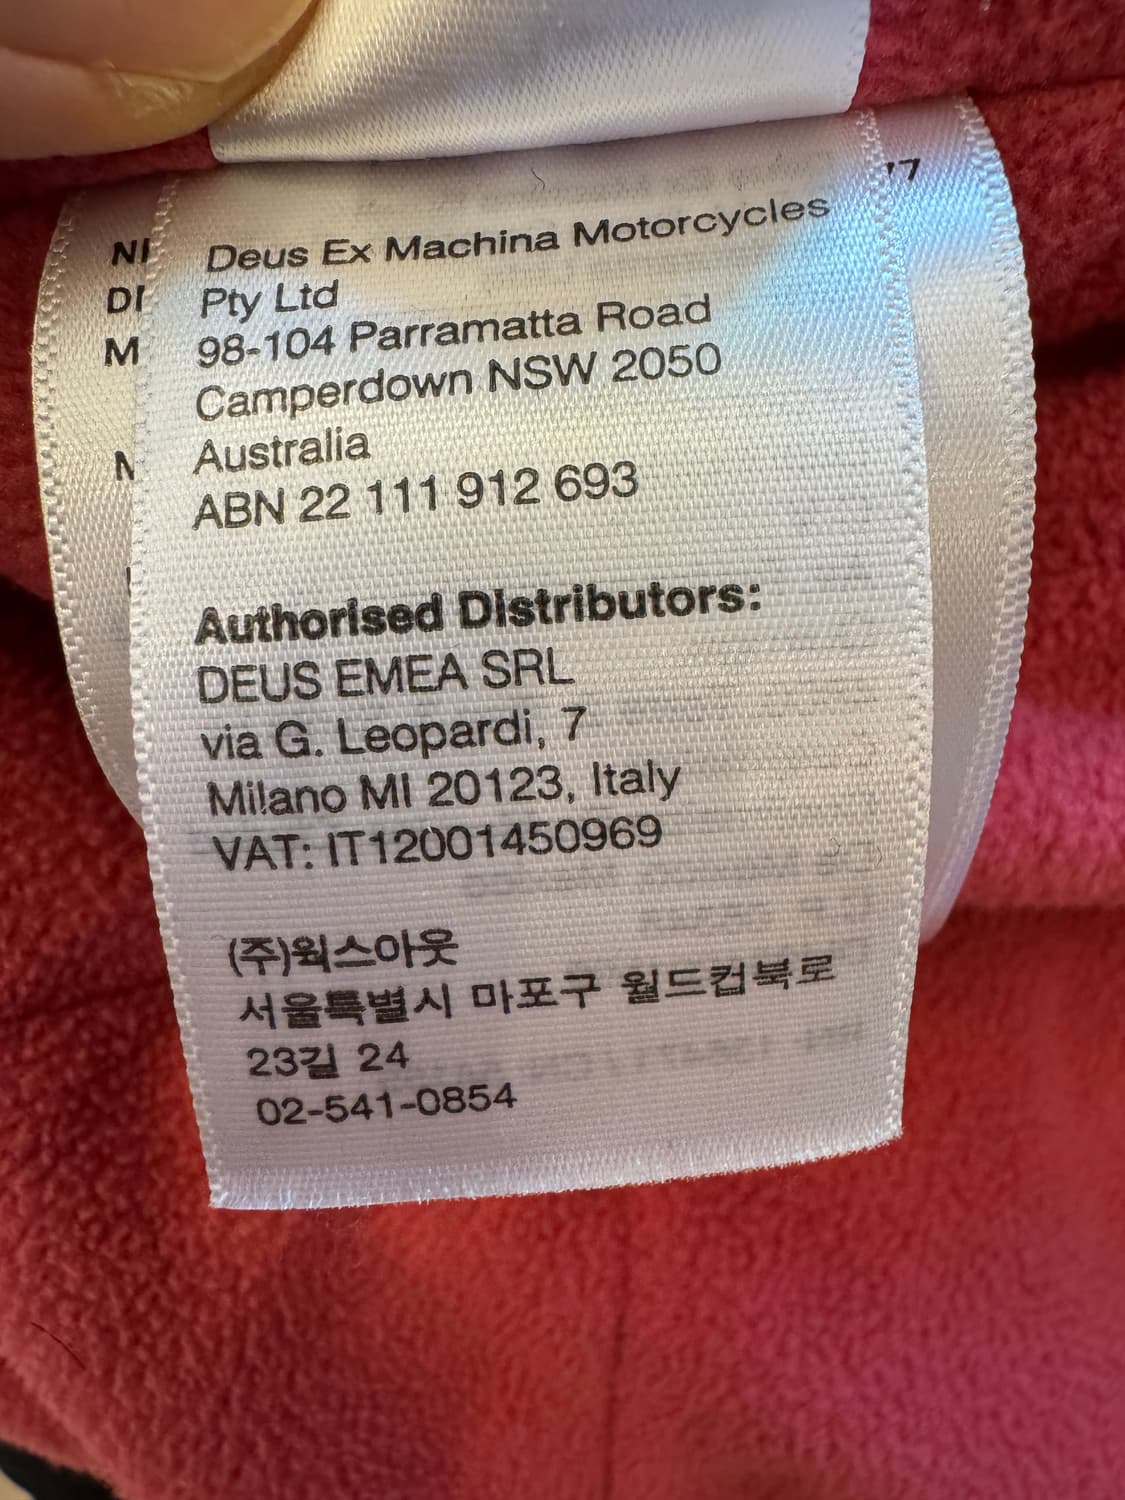 Deus Ex Machina Motorcycles
Pty Ltd
98-104 Parramatta Road
Camperdown NSW 2050
Australia
ABN 22 111 912 693
Authorised Distributors:
DEUS EMEA SRL
via G. Leopardi, 7
Milano MI 20123, Italy
VAT: IT12001450969
(주)웍스아웃
서울특별시 마포구 월드컵북로
23길 24
02-541-0854